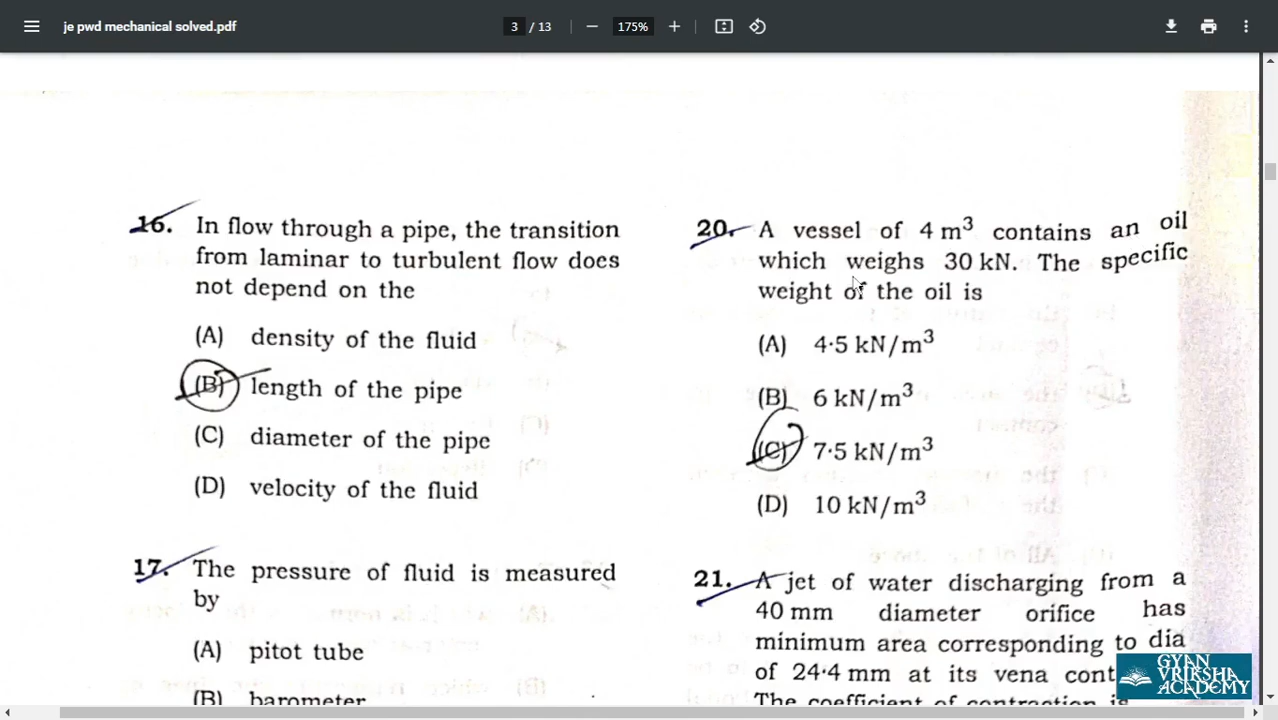 je pwd mechanical solved.pdf
3 / 13
175%
16. In flow through a pipe, the transition
from laminar to turbulent flow does
not depend on the
(A) density of the fluid
(B) length of the pipe
(C) diameter of the pipe
(D) velocity of the fluid
17. The pressure of fluid is measured
by
(A) pitot tube
(B) barometer
20. A vessel of 4 m³ contains an oil
which weighs 30 kN. The specific
weight of the oil is
(A) 4·5 kN/m³
(B) 6 kN/m³
(C) 7·5 kN/m³
(D) 10 kN/m³
21. A jet of water discharging from a
40 mm diameter orifice has
minimum area corresponding to dia
of 24·4 mm at its vena cont
The coefficient of contraction is
GYAN
VRIKSHA
ACADEMY